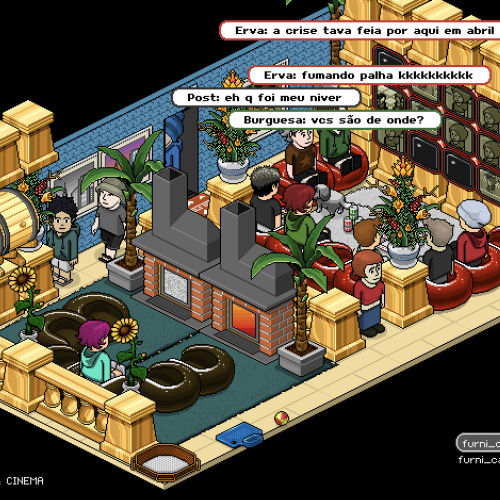 Erva: a crise tava feia por aqui em abril
Erva: fumando palha kkkkkkkkkk
Post: eh q foi meu niver
Burguesa: vcs são de onde?
furni_c
furni_ca
CINEMA